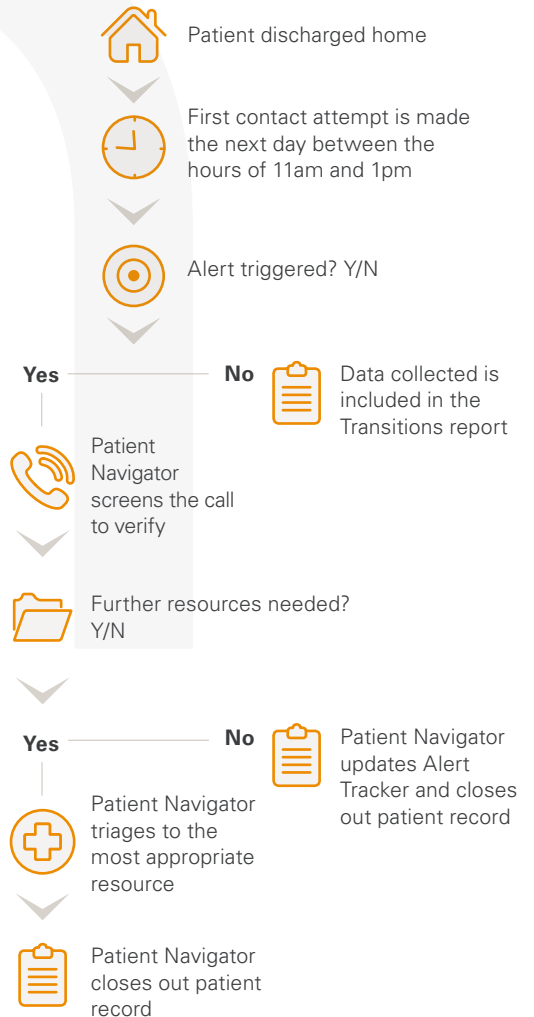 Patient discharged home
First contact attempt is made
the next day between the
hours of 11am and 1pm
Alert triggered? Y/N
Yes
No
Data collected is
included in the
Transitions report
Patient
Navigator
screens the call
to verify
Further resources needed?
Y/N
Yes
No
Patient Navigator
updates Alert
Tracker and closes
out patient record
Patient Navigator
triages to the
most appropriate
resource
Patient Navigator
closes out patient
record